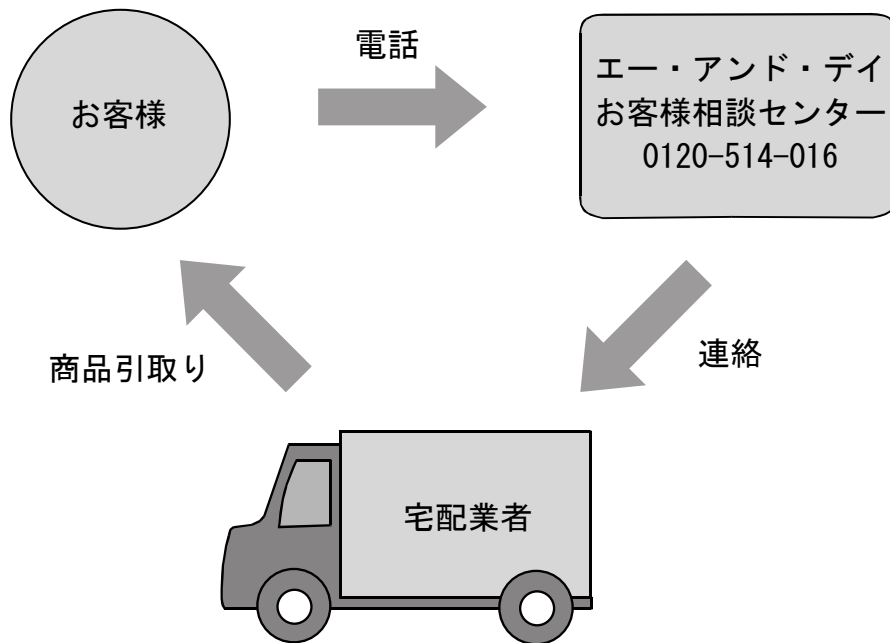 お客様
電話
エー・アンド・デイ
お客様相談センター
0120-514-016
商品引取り
連絡
宅配業者